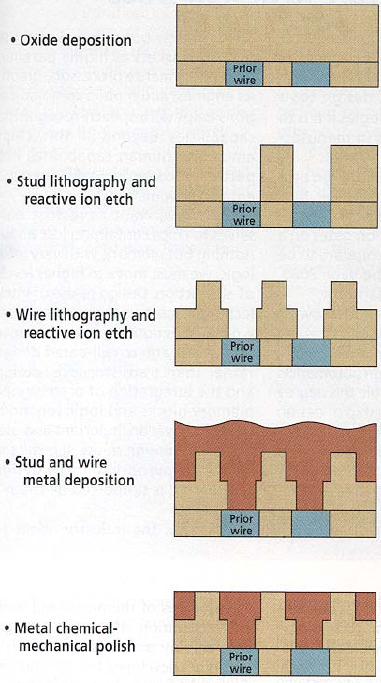 • Oxide deposition
Prior
wire
• Stud lithography and
reactive ion etch
Prior
wire
• Wire lithography and
reactive ion etch
Prior
wire
• Stud and wire
metal deposition
Prior
wire
• Metal chemical-
mechanical polish
Prior
wire